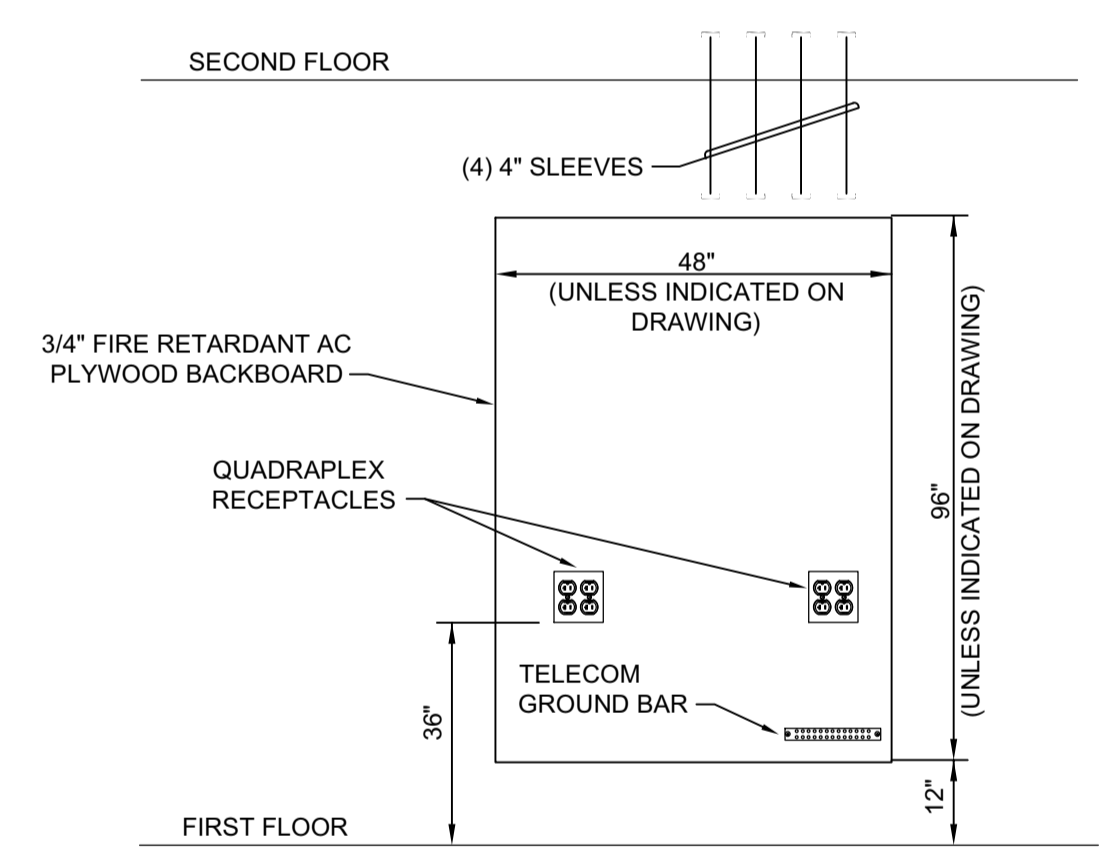 SECOND FLOOR
(4) 4" SLEEVES
48"
(UNLESS INDICATED ON
DRAWING)
3/4" FIRE RETARDANT AC
PLYWOOD BACKBOARD
QUADRAPLEX
RECEPTACLES
96"
(UNLESS INDICATED ON DRAWING)
TELECOM
GROUND BAR
36"
12"
FIRST FLOOR